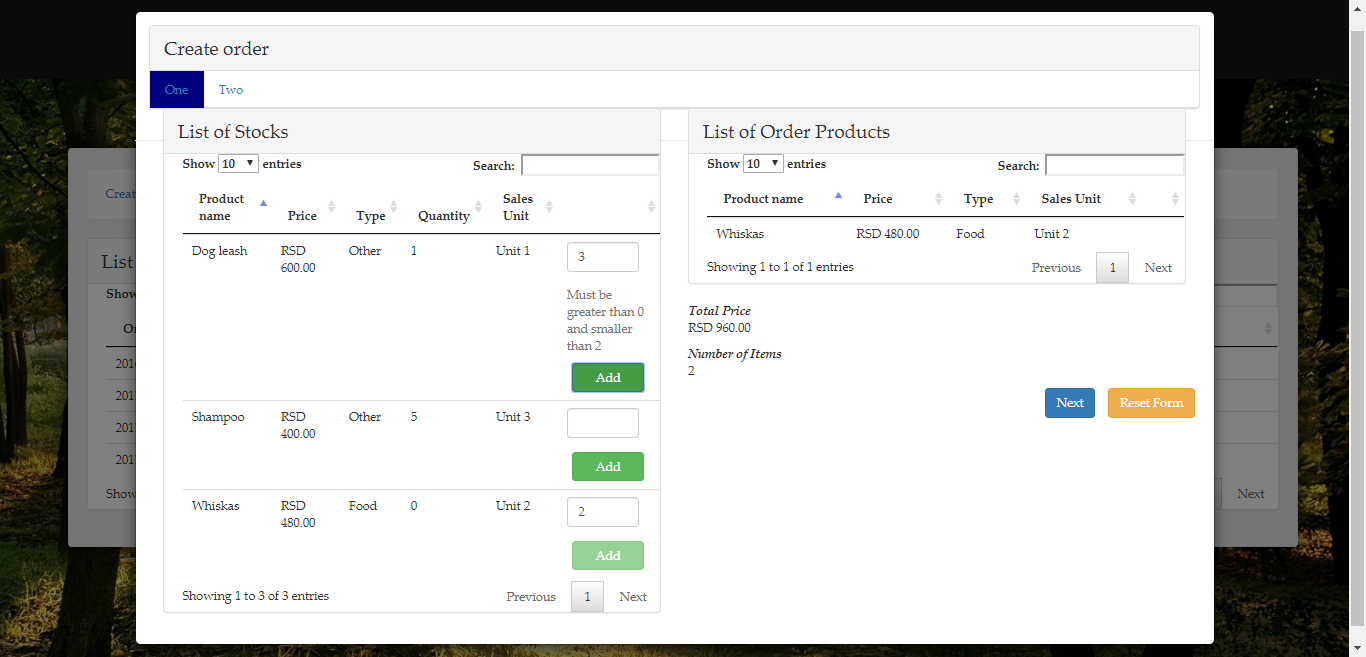 Create order
One Two
List of Stocks
Show 10 entries Search:
Product name Price Type Quantity Sales Unit
Dog leash RSD 600.00 Other 1 Unit 1 3
Must be
greater than 0
and smaller
than 2
Add
Shampoo RSD 400.00 Other 5 Unit 3
Add
Whiskas RSD 480.00 Food 0 Unit 2 2
Add
Showing 1 to 3 of 3 entries Previous 1 Next
List of Order Products
Show 10 entries Search:
Product name Price Type Sales Unit
Whiskas RSD 480.00 Food Unit 2
Showing 1 to 1 of 1 entries Previous 1 Next
Total Price
RSD 960.00
Number of Items
2
Next Reset Form
Creat
List
Show
Or
201
201
201
Show
Next